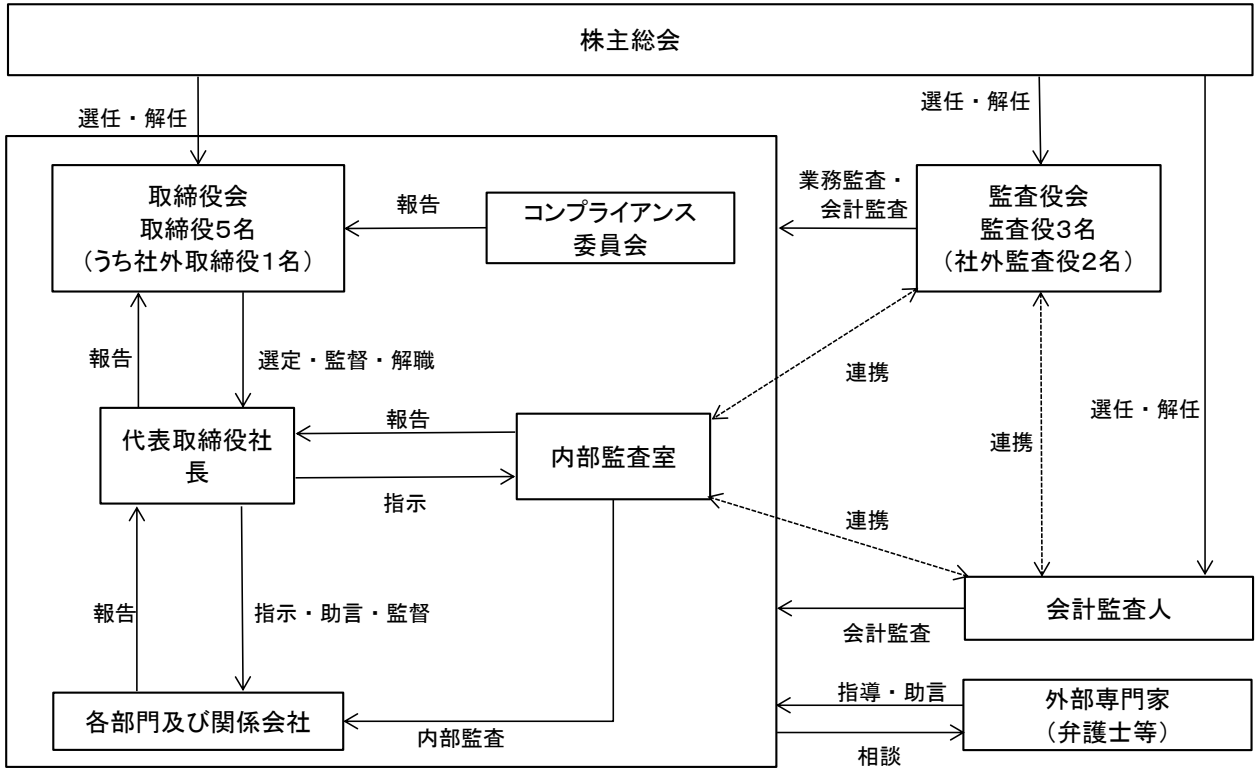 株主総会
選任・解任
選任・解任
取締役会
取締役5名
(うち社外取締役1名)
報告
コンプライアンス
委員会
業務監査・
会計監査
監査役会
監査役3名
(社外監査役2名)
報告
選定・監督・解職
連携
選任・解任
代表取締役社
長
報告
指示
内部監査室
連携
連携
報告
指示・助言・監督
会計監査
会計監査人
各部門及び関係会社
内部監査
指導・助言
相談
外部専門家
(弁護士等)